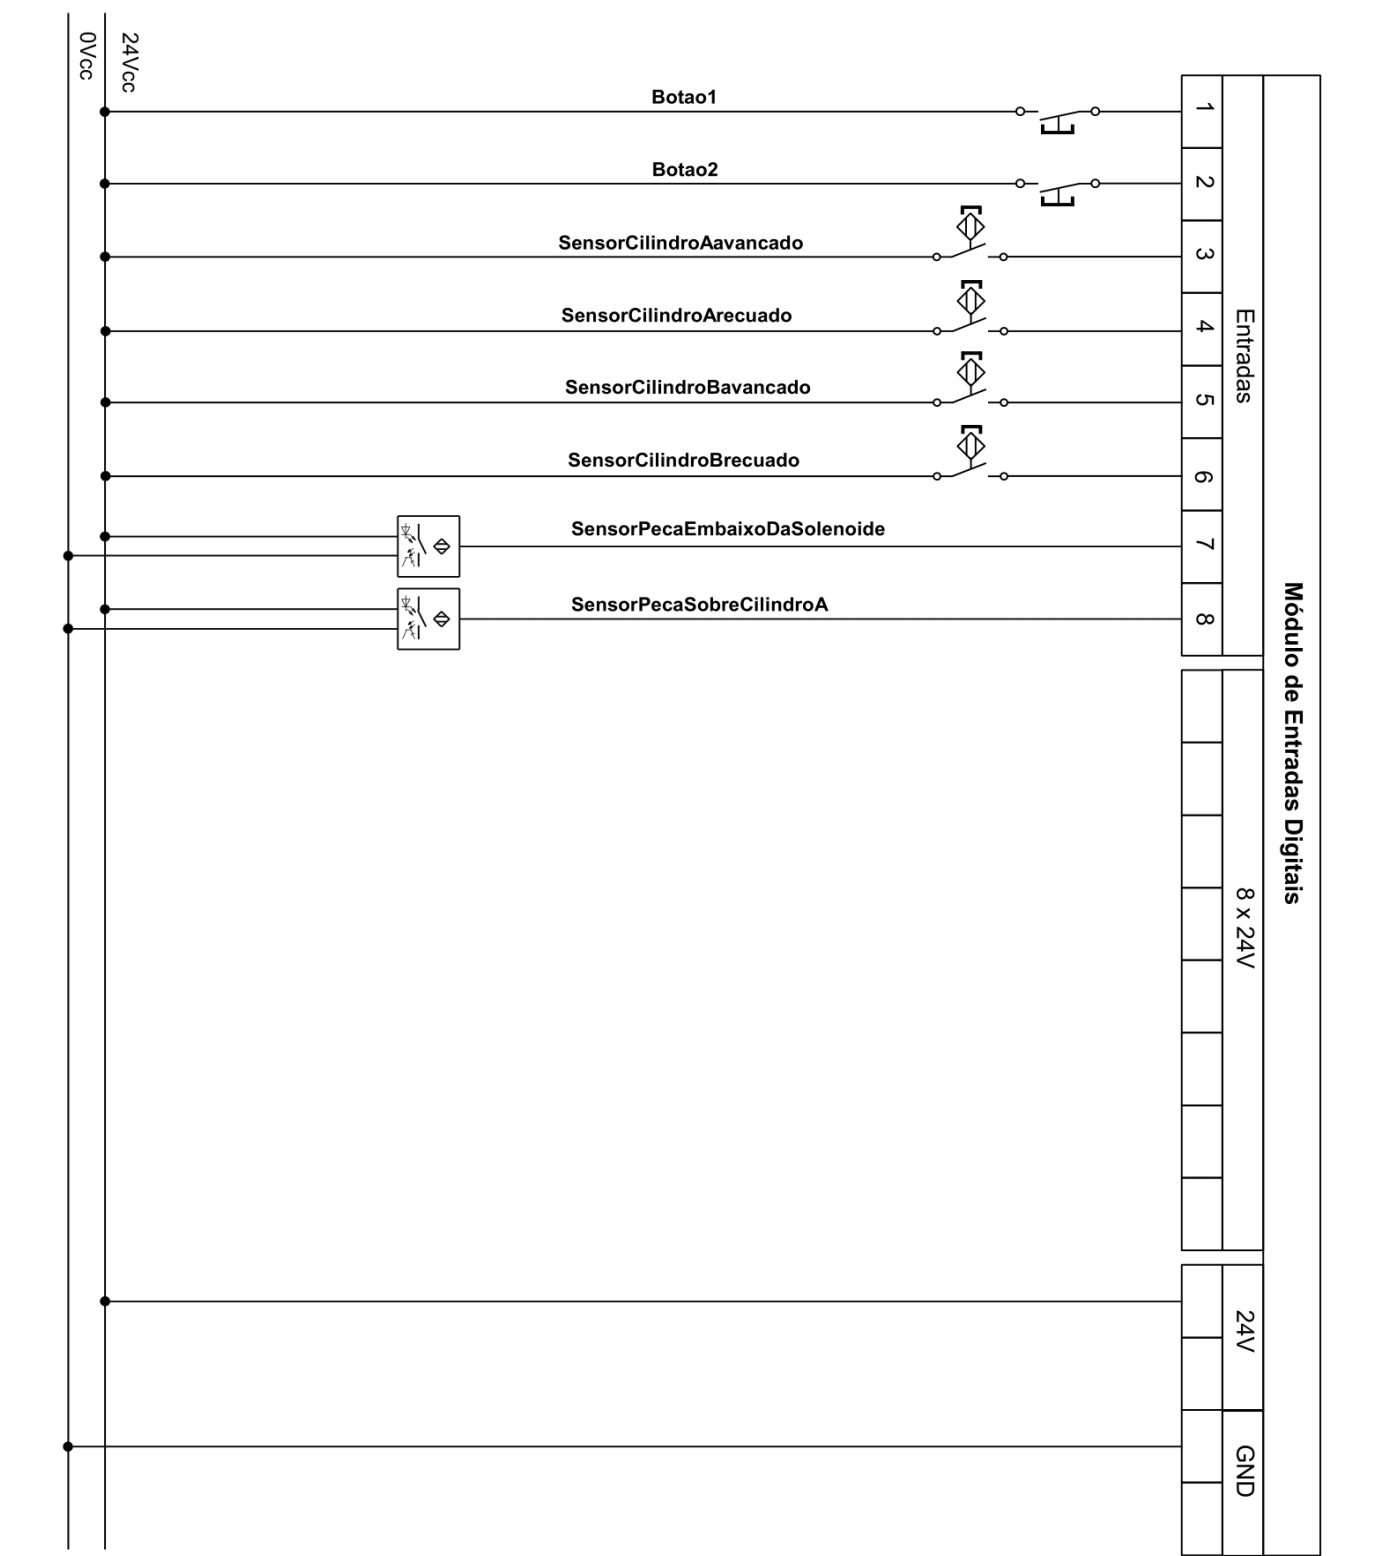 0Vcc
24Vcc
Botao1
1
Botao2
2
SensorCilindroAavancado
3
SensorCilindroArecuado
4
SensorCilindroBavancado
5
SensorCilindroBrecuado
6
SensorPecaEmbaixoDaSolenoide
7
SensorPecaSobreCilindroA
8
Entradas
Módulo de Entradas Digitais
8 x 24V
24V
GND